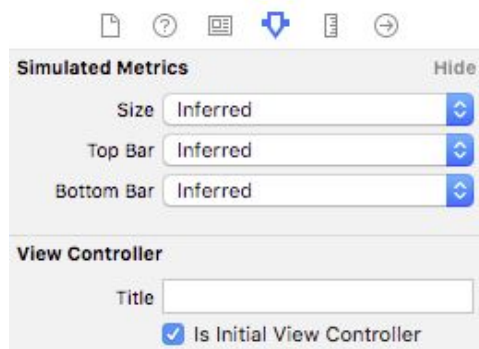 Simulated Metrics Hide
Size Inferred
Top Bar Inferred
Bottom Bar Inferred
View Controller
Title
Is Initial View Controller